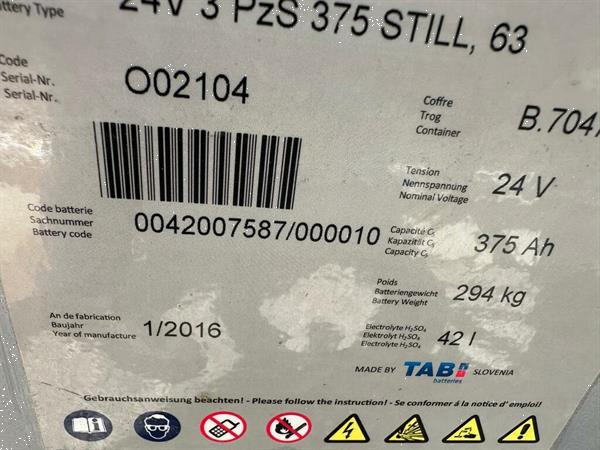 ttery Type 24V 3 PzS 375 STILL, 63
Code
Serial-Nr.
Serial-Nr.
O02104
Coffre
Trog
Container
B.704
Tension
Nennspannung
Nominal Voltage
24 V
Code batterie
Sachnummer
Battery code
0042007587/000010
Capacité C₅
Kapazität C₅
Capacity C₅
375 Ah
Poids
Batteriengewicht
Battery Weight
294 kg
An de fabrication
Baujahr
Year of manufacture
1/2016
Electrolyte H₂SO₄
Elektrolyt H₂SO₄
Electrolyte H₂SO₄
42 l
MADE BY TAB batteries SLOVENIA
Gebrauchsanweisung beachten! - Please follow the instruction! - Se conformer á la notice d' emploi!